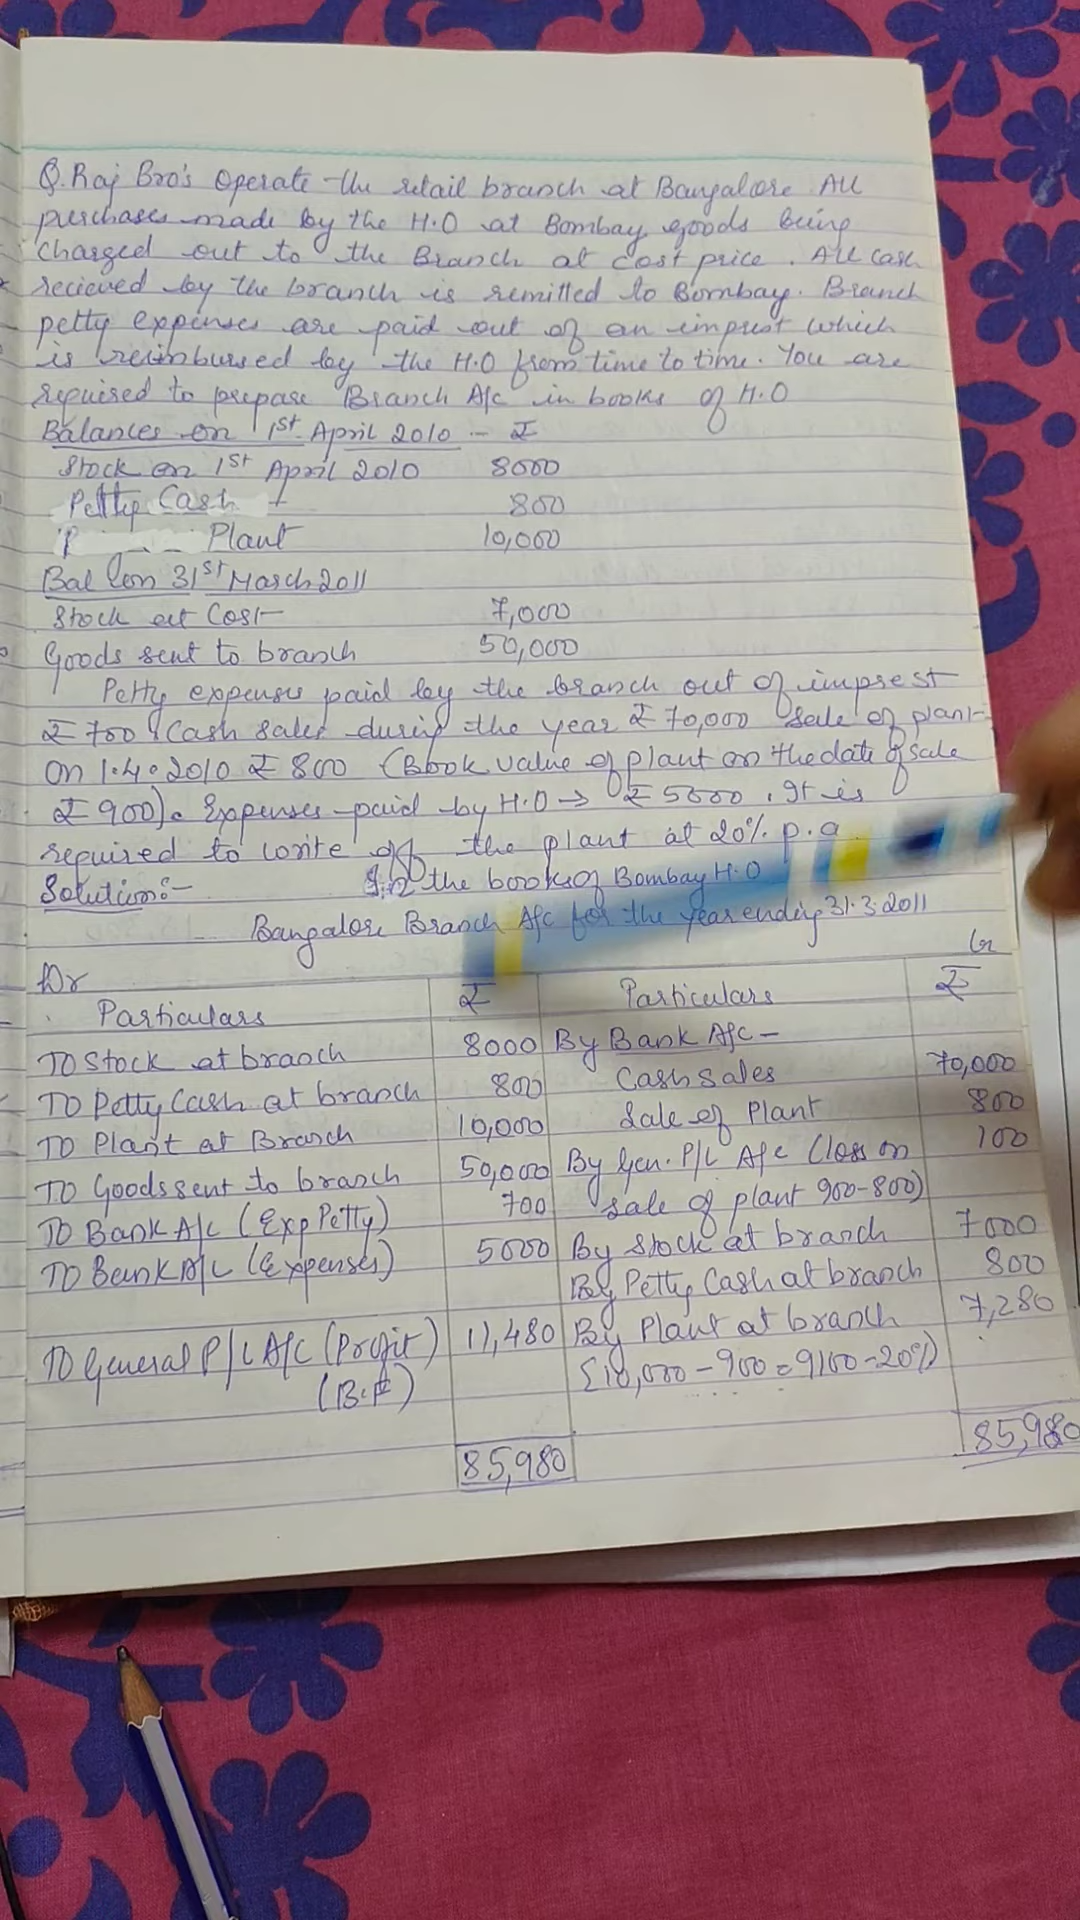 Q. Raj Bro's operate the retail branch at Bangalore. All
purchases made by the H.O at Bombay, goods being
charged out to the Branch at cost price. All cash
recieved by the branch is remitted to Bombay. Branch
petty expenses are paid out of an imprest which
is reimbursed by the H.O from time to time. You are
required to prepare Branch A/c in books of H.O
Balances on 1st April 2010 - ₹
Stock on 1st April 2010 8000
Petty Cash 800
Plant 10,000
Bal on 31st March 2011
Stock at Cost 7,000
Goods sent to branch 50,000
Petty expenses paid by the branch out of imprest
₹ 700 Cash sales during the year ₹ 70,000 Sale of plant
on 1.4.2010 ₹ 800 (Book value of plant on the date of sale
₹ 900). Expenses paid by H.O → ₹ 5000. It is
required to write off the plant at 20% p.a
Solution:- In the books of Bombay H.O
Bangalore Branch A/c for the year ending 31.3.2011
Dr Cr
Particulars ₹ Particulars ₹
To Stock at branch 8000 By Bank A/c -
To Petty Cash at branch 800 Cash sales 70,000
To Plant at Branch 10,000 Sale of Plant 800
To Goods sent to branch 50,000 By Gen. P/L A/c (loss on 100
To Bank A/c (Exp Petty) 700 sale of plant 900-800)
To Bank A/c (Expenses) 5000 By Stock at branch 7000
By Petty Cash at branch 800
To General P/L A/c (Profit) 11,480 By Plant at branch 7,280
(B.F) {10,000 - 900 = 9100 - 20%)
85,980 85,980